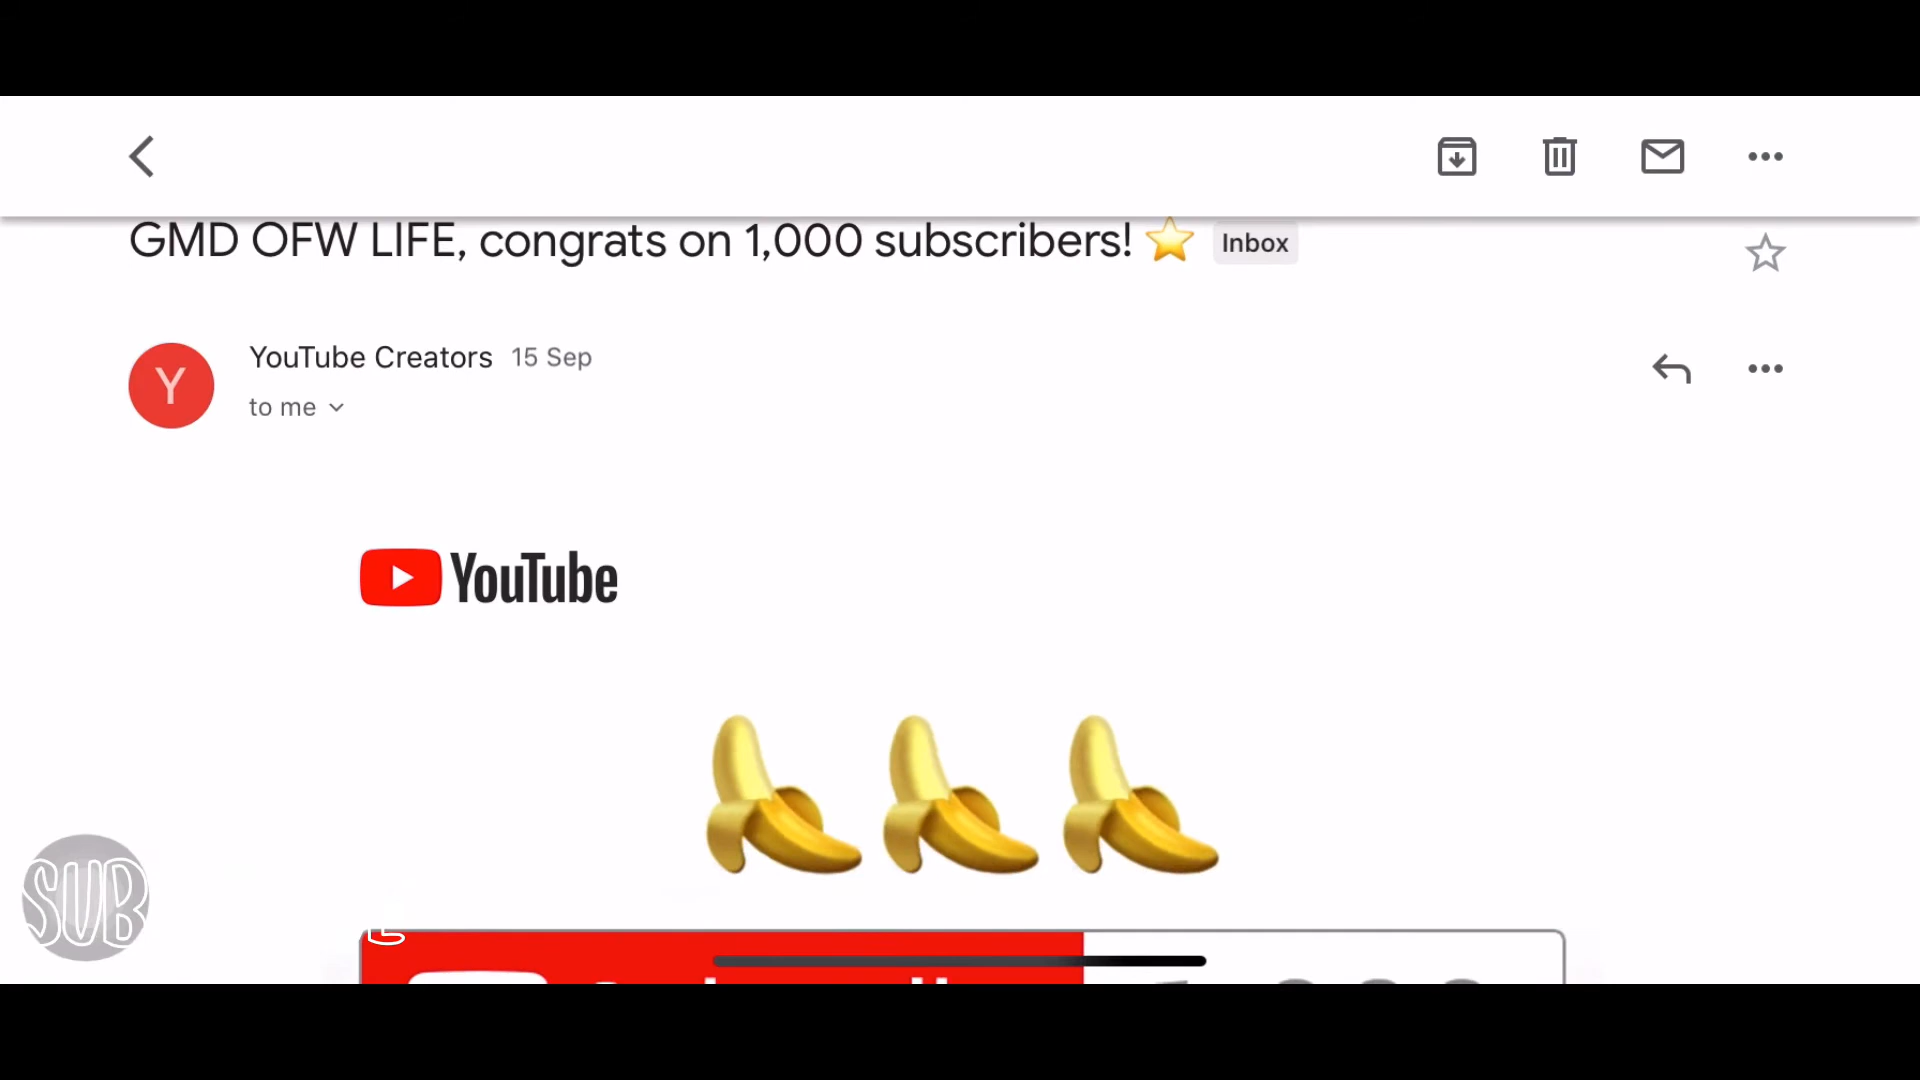 GMD OFW LIFE, congrats on 1,000 subscribers! ⭐ Inbox
Y
YouTube Creators 15 Sep
to me
YouTube
SUB